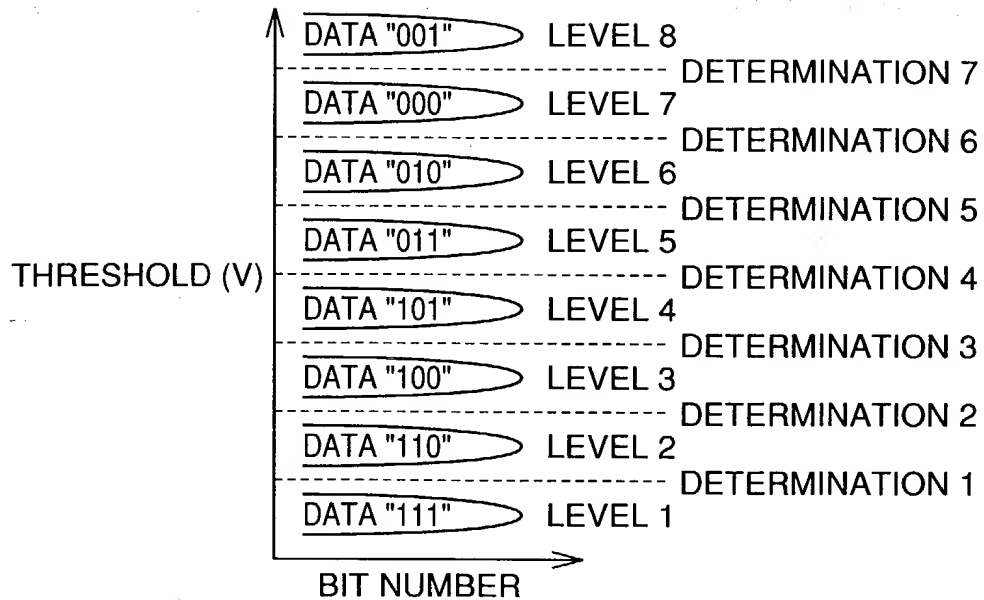 DATA "001" LEVEL 8
DETERMINATION 7
DATA "000" LEVEL 7
DETERMINATION 6
DATA "010" LEVEL 6
DETERMINATION 5
DATA "011" LEVEL 5
THRESHOLD (V)
DETERMINATION 4
DATA "101" LEVEL 4
DETERMINATION 3
DATA "100" LEVEL 3
DETERMINATION 2
DATA "110" LEVEL 2
DETERMINATION 1
DATA "111" LEVEL 1
BIT NUMBER